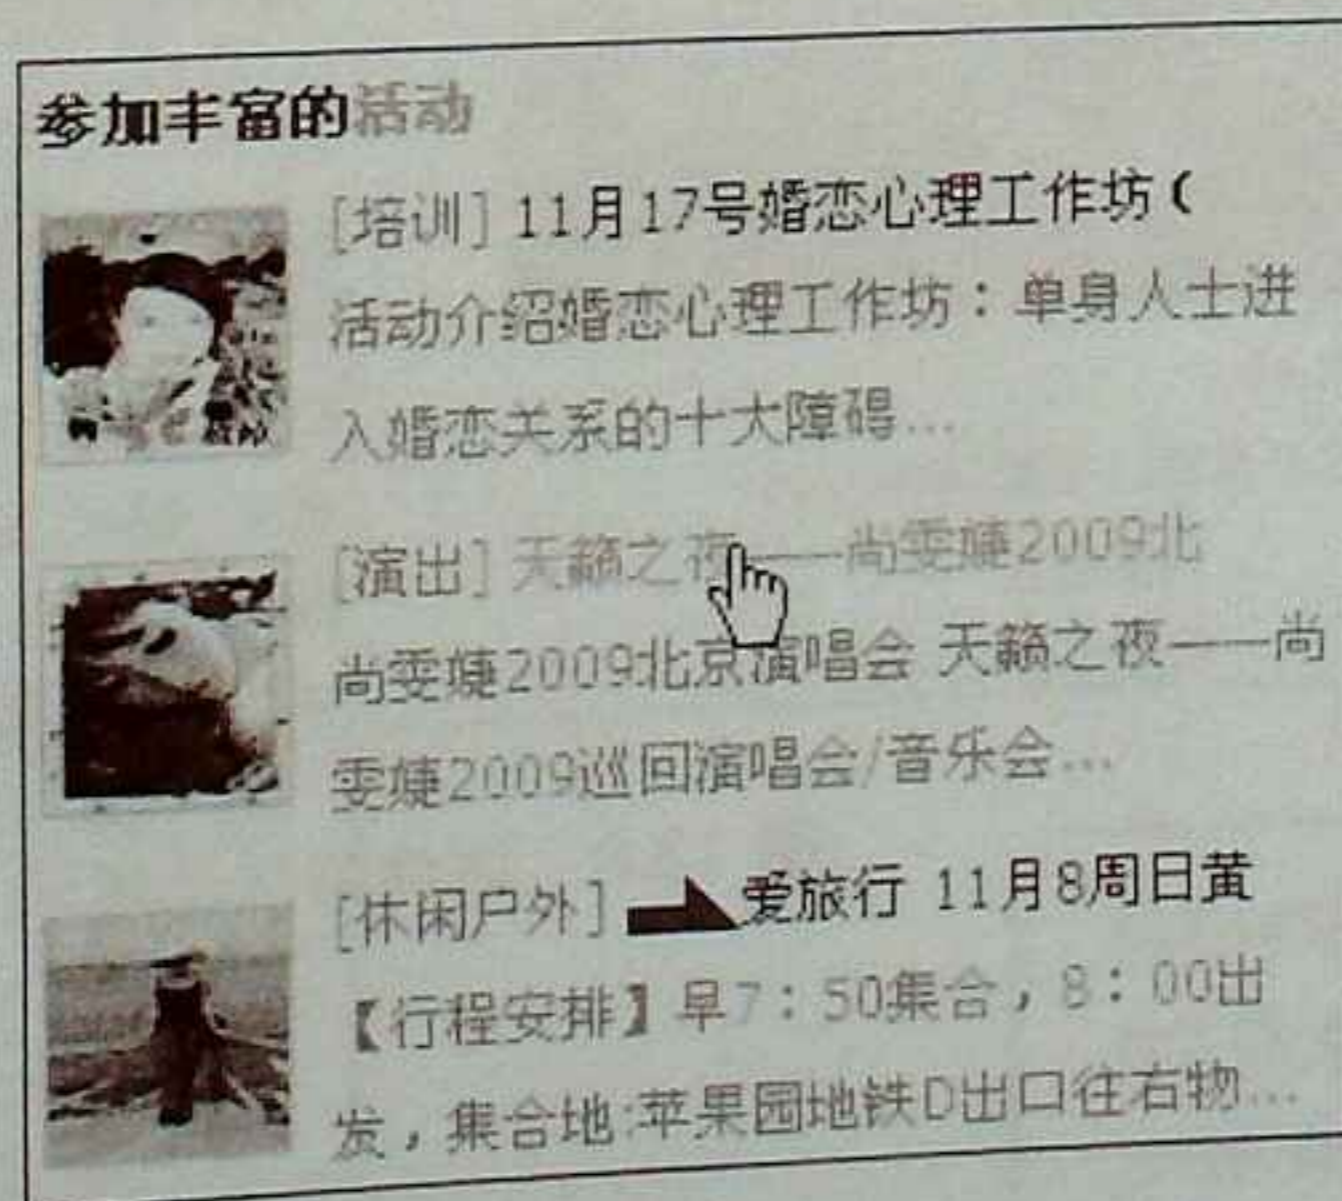 参加丰富的活动
[培训] 11月17号婚恋心理工作坊(
活动介绍婚恋心理工作坊：单身人士进
入婚恋关系的十大障碍...
[演出] 天籁之夜——尚雯婕2009北
尚雯婕2009北京演唱会 天籁之夜——尚
雯婕2009巡回演唱会/音乐会...
[休闲户外] 爱旅行 11月8周日黄
【行程安排】早7：50集合，8：00出
发，集合地:苹果园地铁D出口往右物...